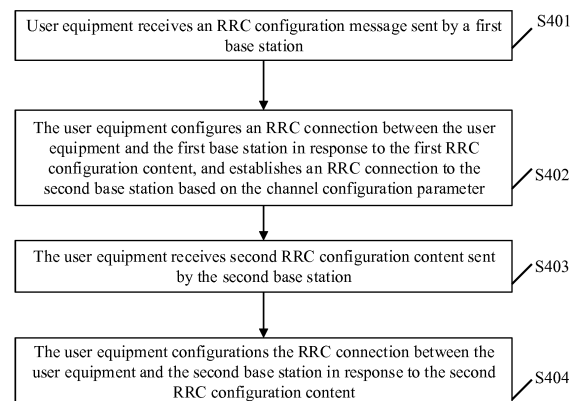 User equipment receives an RRC configuration message sent by a first
base station
S401
The user equipment configures an RRC connection between the user
equipment and the first base station in response to the first RRC
configuration content, and establishes an RRC connection to the
second base station based on the channel configuration parameter
S402
The user equipment receives second RRC configuration content sent
by the second base station
S403
The user equipment configurations the RRC connection between the
user equipment and the second base station in response to the second
RRC configuration content
S404